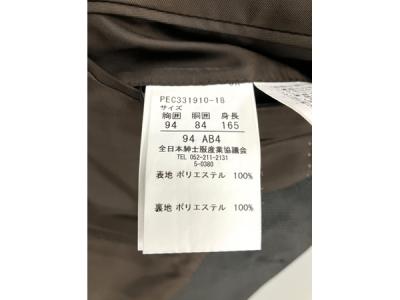 PEC331910-18
サイズ
胸囲 胴囲 身長
94 84 165
94 AB4
全日本紳士服産業協議会
TEL 052-211-2131
5-0380
表地 ポリエステル 100%
裏地 ポリエステル 100%